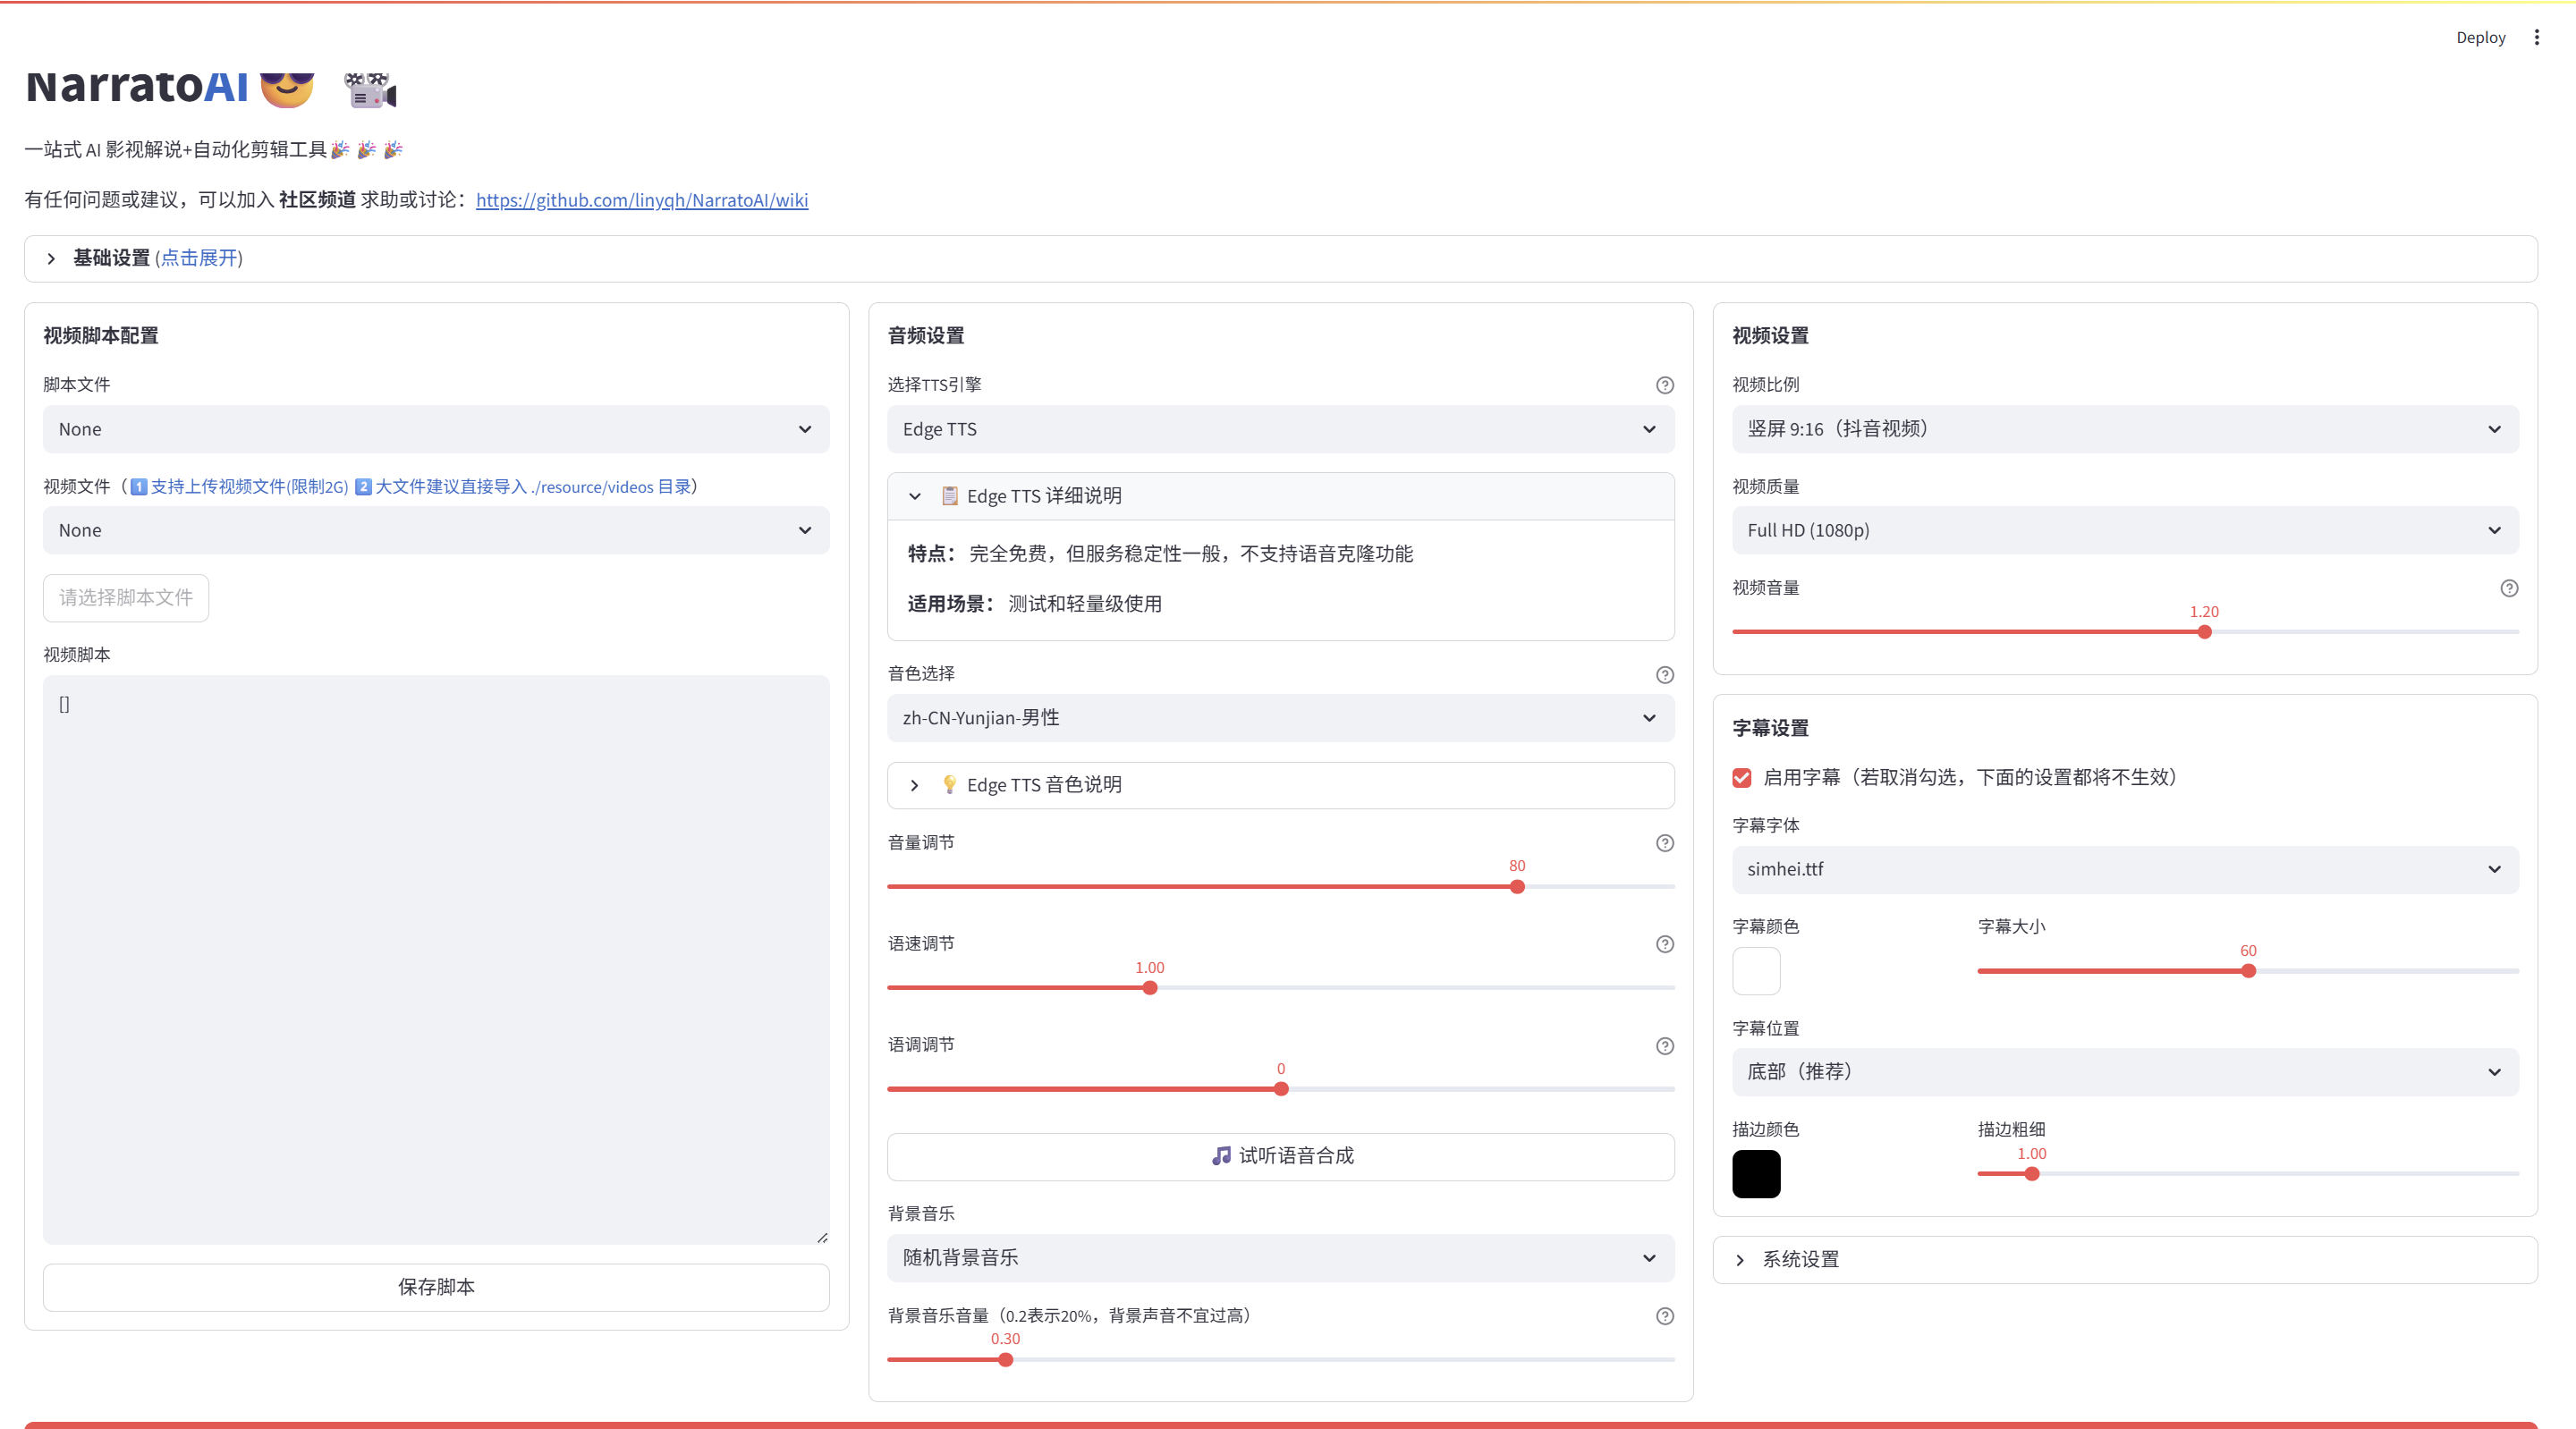 Deploy
NarratoAI
一站式 AI 影视解说+自动化剪辑工具🎉 🎉 🎉
有任何问题或建议，可以加入 社区频道 求助或讨论：https://github.com/linyqh/NarratoAI/wiki
基础设置 (点击展开)
视频脚本配置
脚本文件
None
视频文件（1️⃣支持上传视频文件(限制2G) 2️⃣大文件建议直接导入 ./resource/videos 目录）
None
请选择脚本文件
视频脚本
[]
保存脚本
音频设置
选择TTS引擎
Edge TTS
📋 Edge TTS 详细说明
特点： 完全免费，但服务稳定性一般，不支持语音克隆功能
适用场景： 测试和轻量级使用
音色选择
zh-CN-Yunjian-男性
💡 Edge TTS 音色说明
音量调节
80
语速调节
1.00
语调调节
0
🎵 试听语音合成
背景音乐
随机背景音乐
背景音乐音量（0.2表示20%，背景声音不宜过高）
0.30
视频设置
视频比例
竖屏 9:16（抖音视频）
视频质量
Full HD (1080p)
视频音量
1.20
字幕设置
启用字幕（若取消勾选，下面的设置都将不生效）
字幕字体
simhei.ttf
字幕颜色
字幕大小
60
字幕位置
底部（推荐）
描边颜色
描边粗细
1.00
系统设置